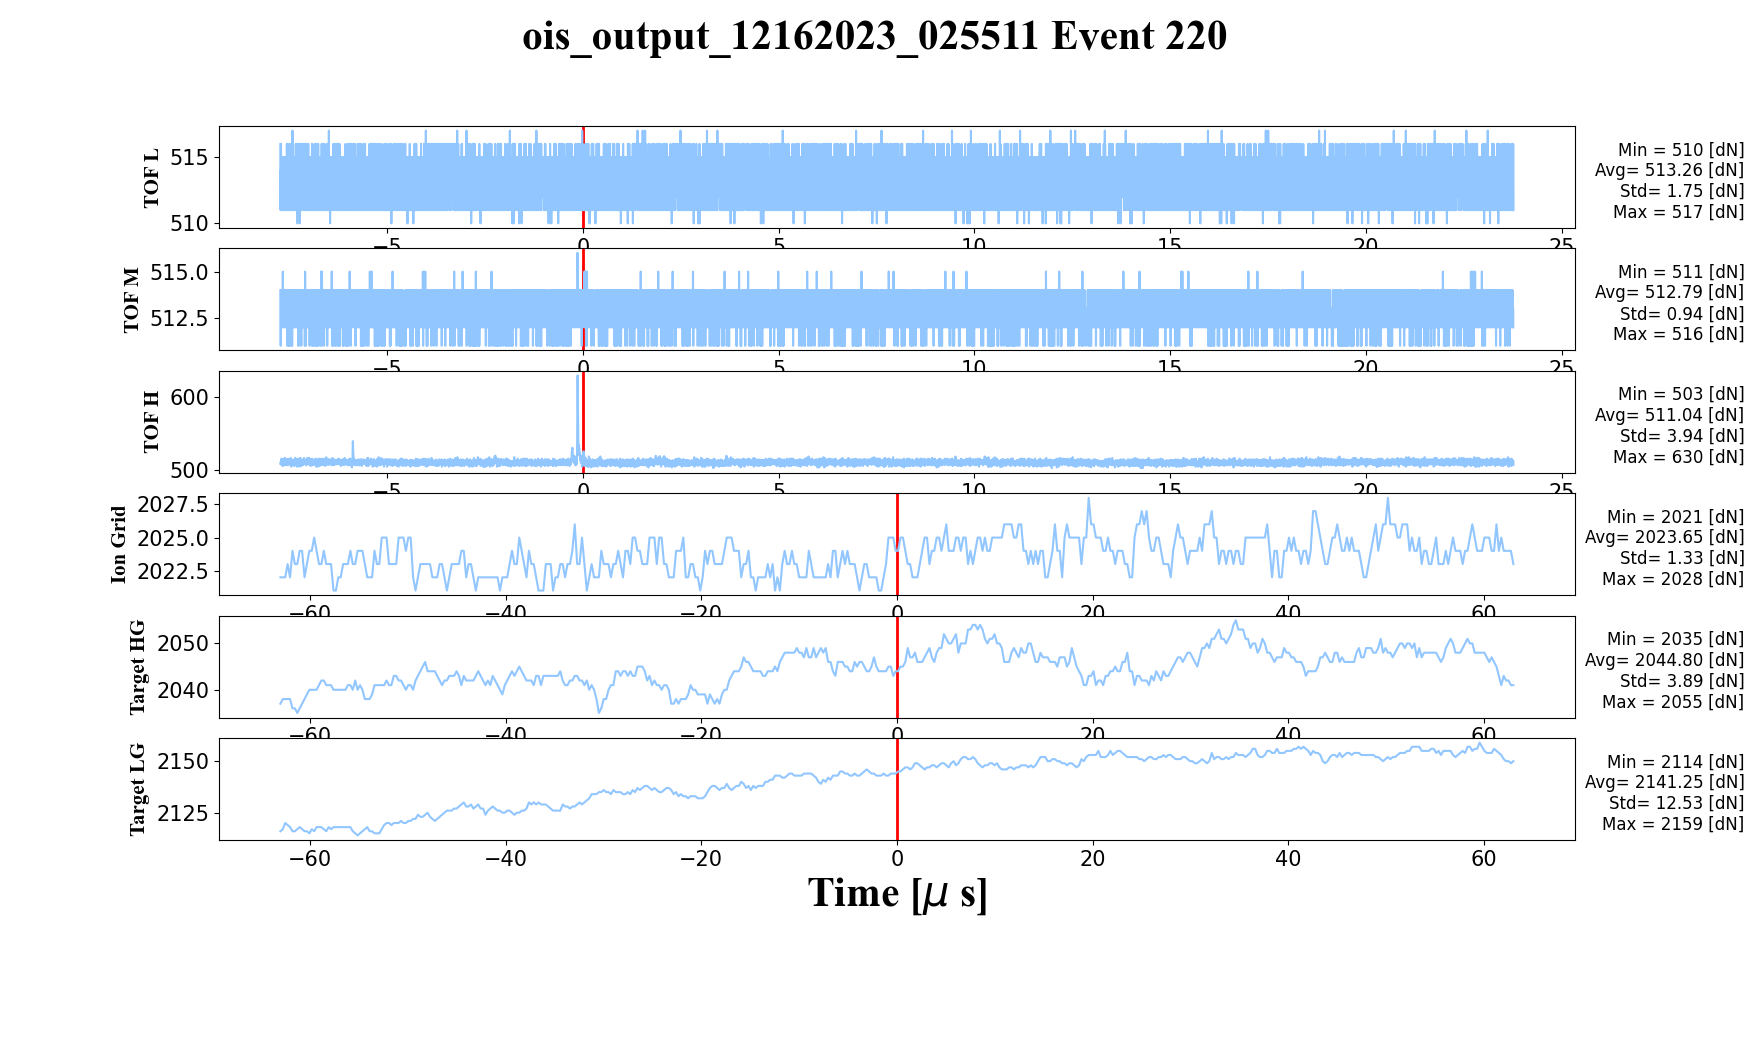 ois_output_12162023_025511 Event 220
TOF L
515
510
−5 0 5 10 15 20 25
Min = 510 [dN]
Avg= 513.26 [dN]
Std= 1.75 [dN]
Max = 517 [dN]
TOF M
515.0
512.5
−5 0 5 10 15 20 25
Min = 511 [dN]
Avg= 512.79 [dN]
Std= 0.94 [dN]
Max = 516 [dN]
TOF H
600
500
−5 0 5 10 15 20 25
Min = 503 [dN]
Avg= 511.04 [dN]
Std= 3.94 [dN]
Max = 630 [dN]
Ion Grid
2027.5
2025.0
2022.5
−60 −40 −20 0 20 40 60
Min = 2021 [dN]
Avg= 2023.65 [dN]
Std= 1.33 [dN]
Max = 2028 [dN]
Target HG
2050
2040
−60 −40 −20 0 20 40 60
Min = 2035 [dN]
Avg= 2044.80 [dN]
Std= 3.89 [dN]
Max = 2055 [dN]
Target LG
2150
2125
−60 −40 −20 0 20 40 60
Min = 2114 [dN]
Avg= 2141.25 [dN]
Std= 12.53 [dN]
Max = 2159 [dN]
Time [μ s]